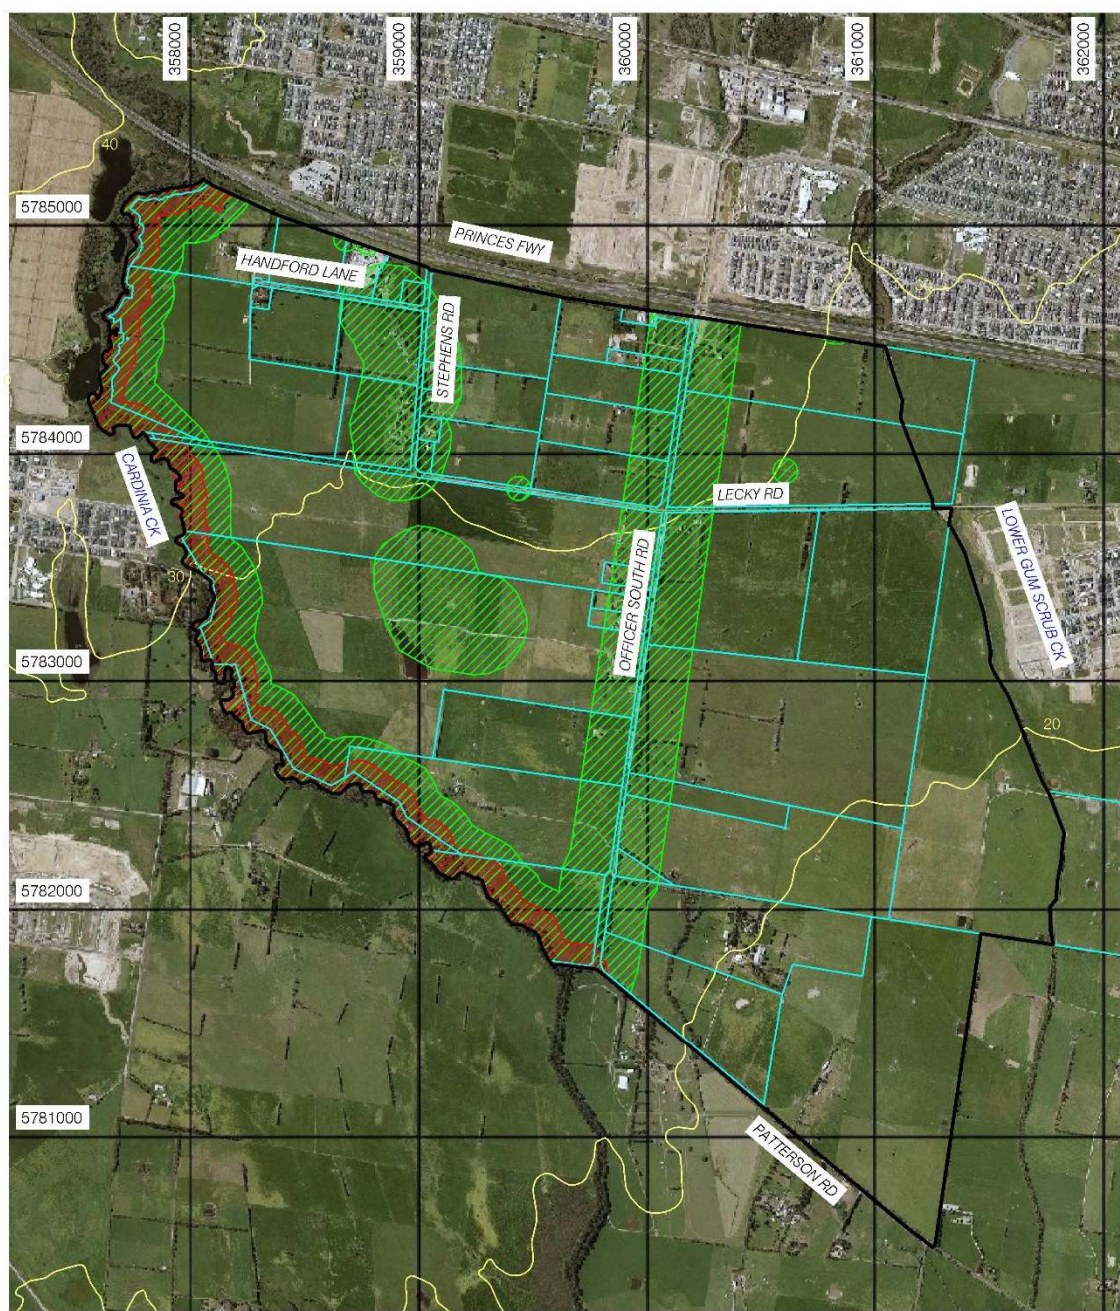 358000
359000
360000
361000
362000
40
5785000
PRINCES FWY
HANDFORD LANE
STEPHENS RD
5784000
CARDINIA CK
LECKY RD
LOWER GUM SCRUB CK
30
OFFICER SOUTH RD
5783000
20
5782000
5781000
PATTERSON RD